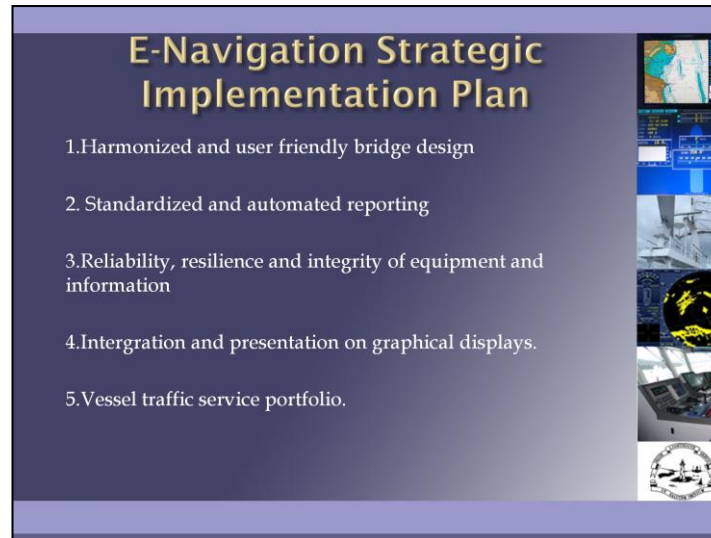 E-Navigation Strategic
Implementation Plan
1.Harmonized and user friendly bridge design
2. Standardized and automated reporting
3.Reliability, resilience and integrity of equipment and
information
4.Intergration and presentation on graphical displays.
5.Vessel traffic service portfolio.